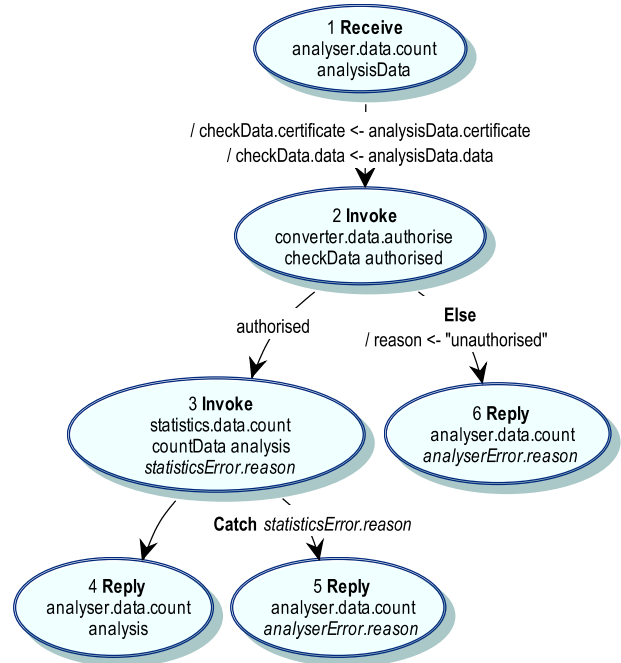 1 Receive
analyser.data.count
analysisData
/ checkData.certificate <- analysisData.certificate
/ checkData.data <- analysisData.data
2 Invoke
converter.data.authorise
checkData authorised
authorised
Else
/ reason <- "unauthorised"
3 Invoke
statistics.data.count
countData analysis
statisticsError.reason
6 Reply
analyser.data.count
analyserError.reason
Catch statisticsError.reason
4 Reply
analyser.data.count
analysis
5 Reply
analyser.data.count
analyserError.reason